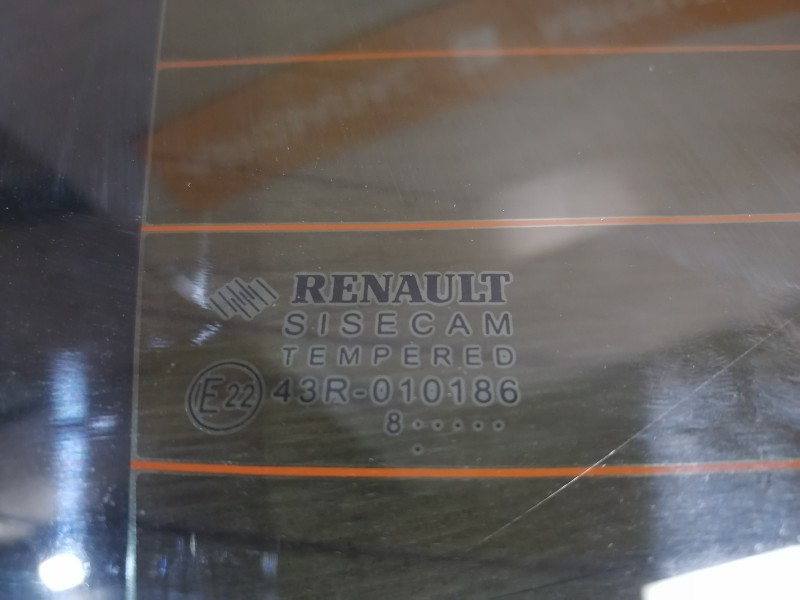 RENAULT
SISECAM
TEMPERED
E22 43R-010186
8·····
·